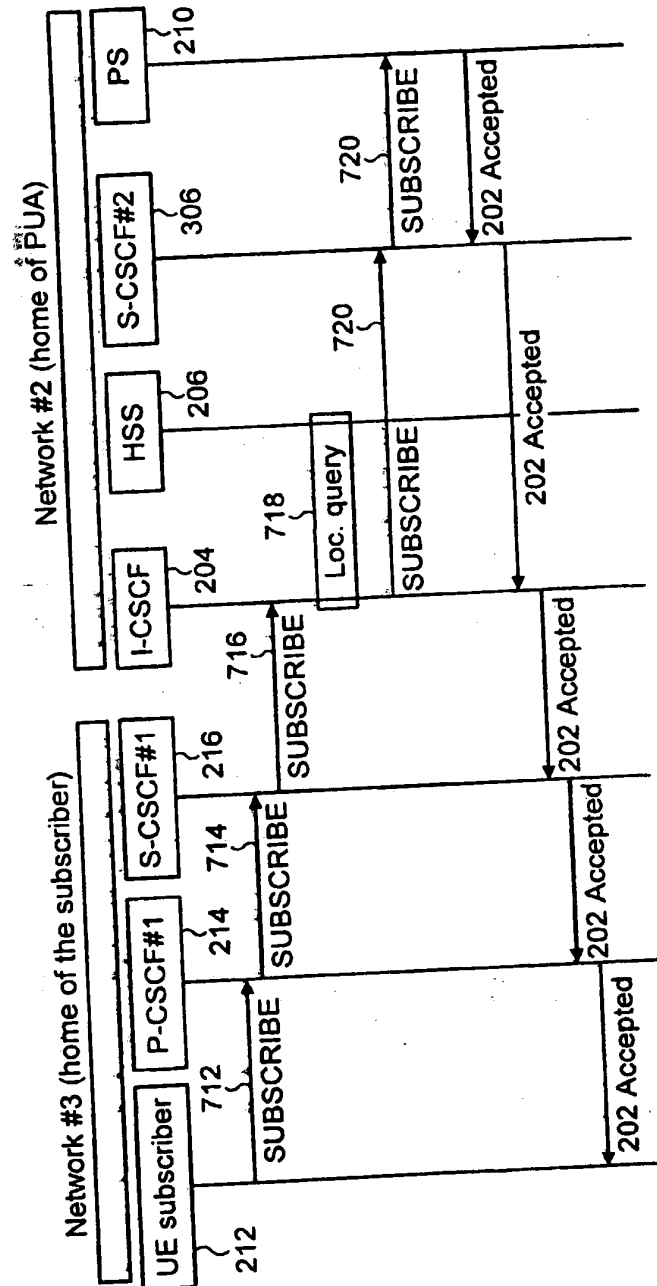 Network #3 (home of the subscriber)
Network #2 (home of PUA)
UE subscriber
P-CSCF#1
S-CSCF#1
I-CSCF
HSS
S-CSCF#2
PS
212
214
216
204
206
306
210
712
SUBSCRIBE
714
SUBSCRIBE
716
SUBSCRIBE
718
Loc. query
720
SUBSCRIBE
720
SUBSCRIBE
202 Accepted
202 Accepted
202 Accepted
202 Accepted
202 Accepted